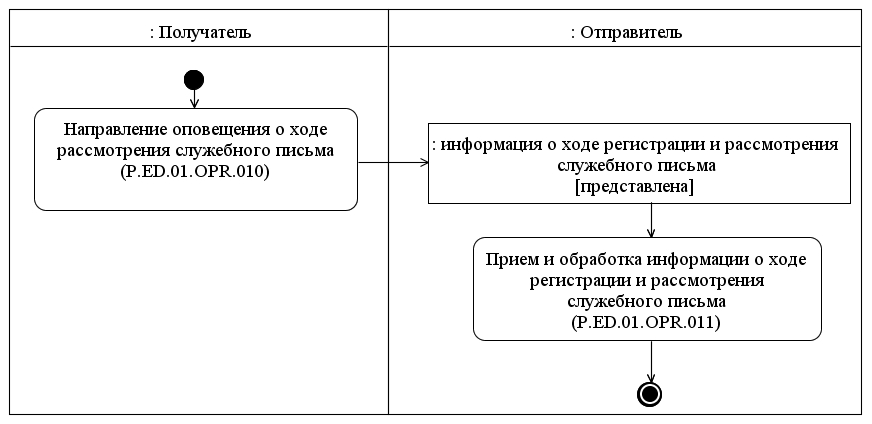 : Получатель
: Отправитель
Направление оповещения о ходе
рассмотрения служебного письма
(P.ED.01.OPR.010)
: информация о ходе регистрации и рассмотрения
служебного письма
[представлена]
Прием и обработка информации о ходе
регистрации и рассмотрения
служебного письма
(P.ED.01.OPR.011)